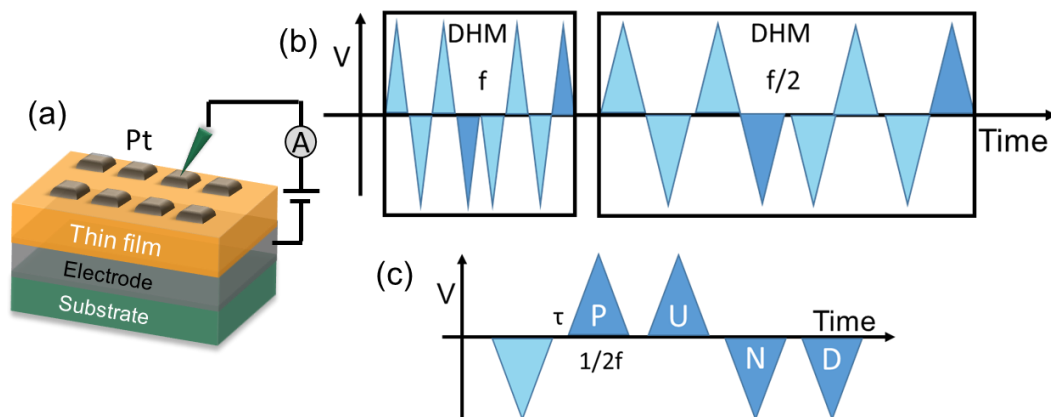 (a)
Pt
A
Thin film
Electrode
Substrate
(b)
V
DHM
f
DHM
f/2
Time
(c)
V
τ
P
U
Time
1/2f
N
D